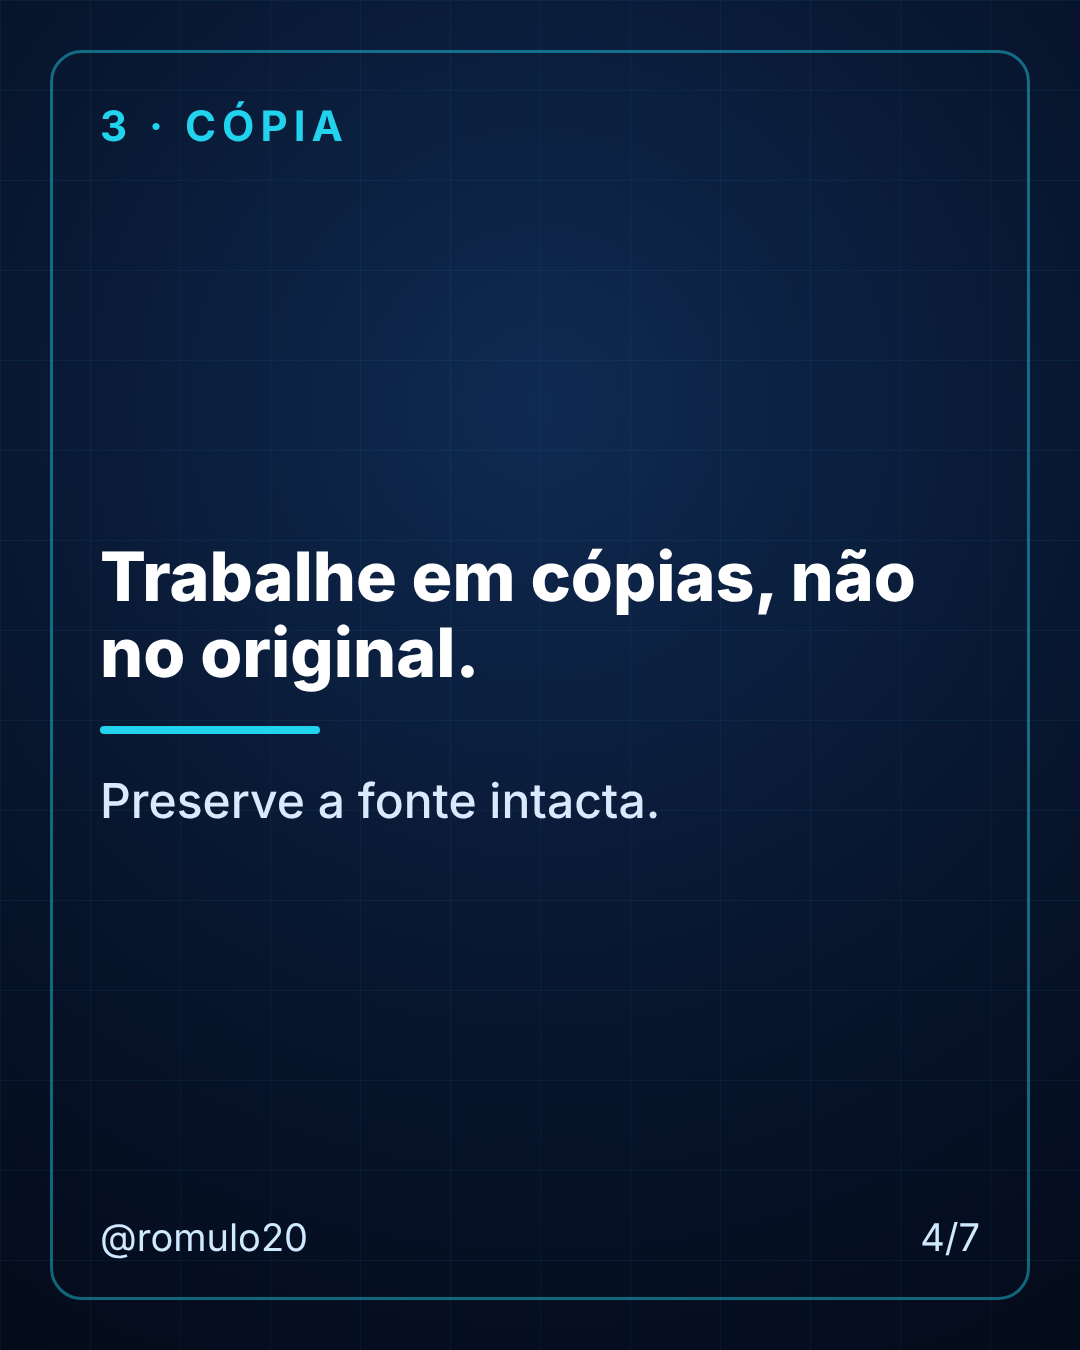 3 · CÓPIA
Trabalhe em cópias, não
no original.
Preserve a fonte intacta.
@romulo20
4/7